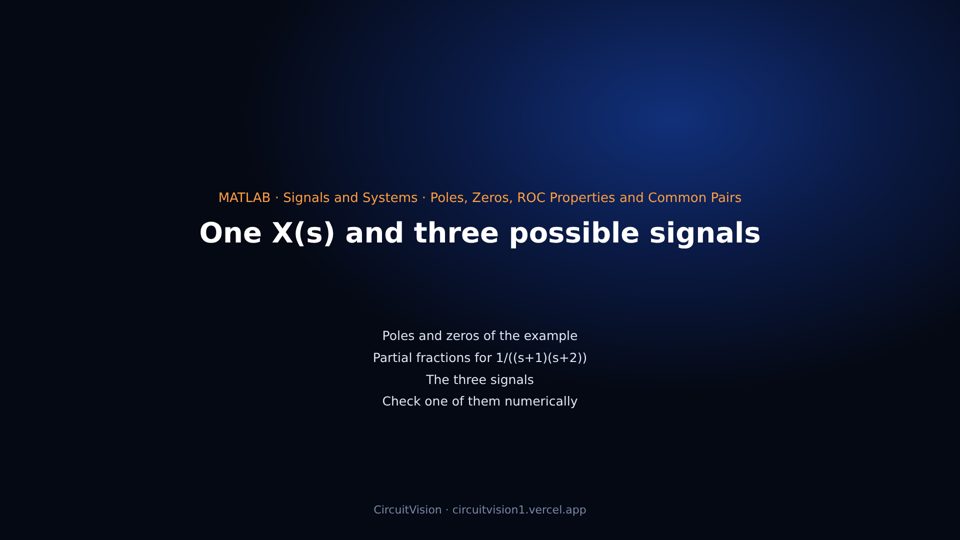 MATLAB · Signals and Systems · Poles, Zeros, ROC Properties and Common Pairs
One X(s) and three possible signals
Poles and zeros of the example
Partial fractions for 1/((s+1)(s+2))
The three signals
Check one of them numerically
CircuitVision · circuitvision1.vercel.app